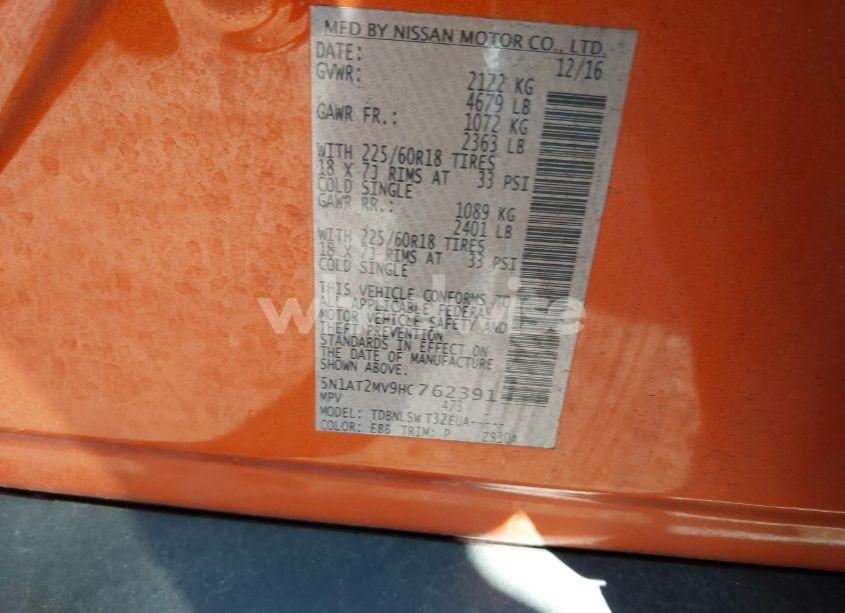 MFD BY NISSAN MOTOR CO., LTD.
DATE: 12/16
GVWR: 2122 KG
4679 LB
GAWR FR.: 1072 KG
2363 LB
WITH 225/60R18 TIRES
18 X 7J RIMS AT 33 PSI
COLD SINGLE
GAWR RR.: 1089 KG
2401 LB
WITH 225/60R18 TIRES
18 X 7J RIMS AT 33 PSI
COLD SINGLE
THIS VEHICLE CONFORMS TO
ALL APPLICABLE FEDERAL
MOTOR VEHICLE SAFETY AND
THEFT PREVENTION
STANDARDS IN EFFECT ON
THE DATE OF MANUFACTURE
SHOWN ABOVE.
5N1AT2MV9HC762391
MPV 473
MODEL: TDBNLSW T32EUA-----
COLOR: EBB TRIM: P